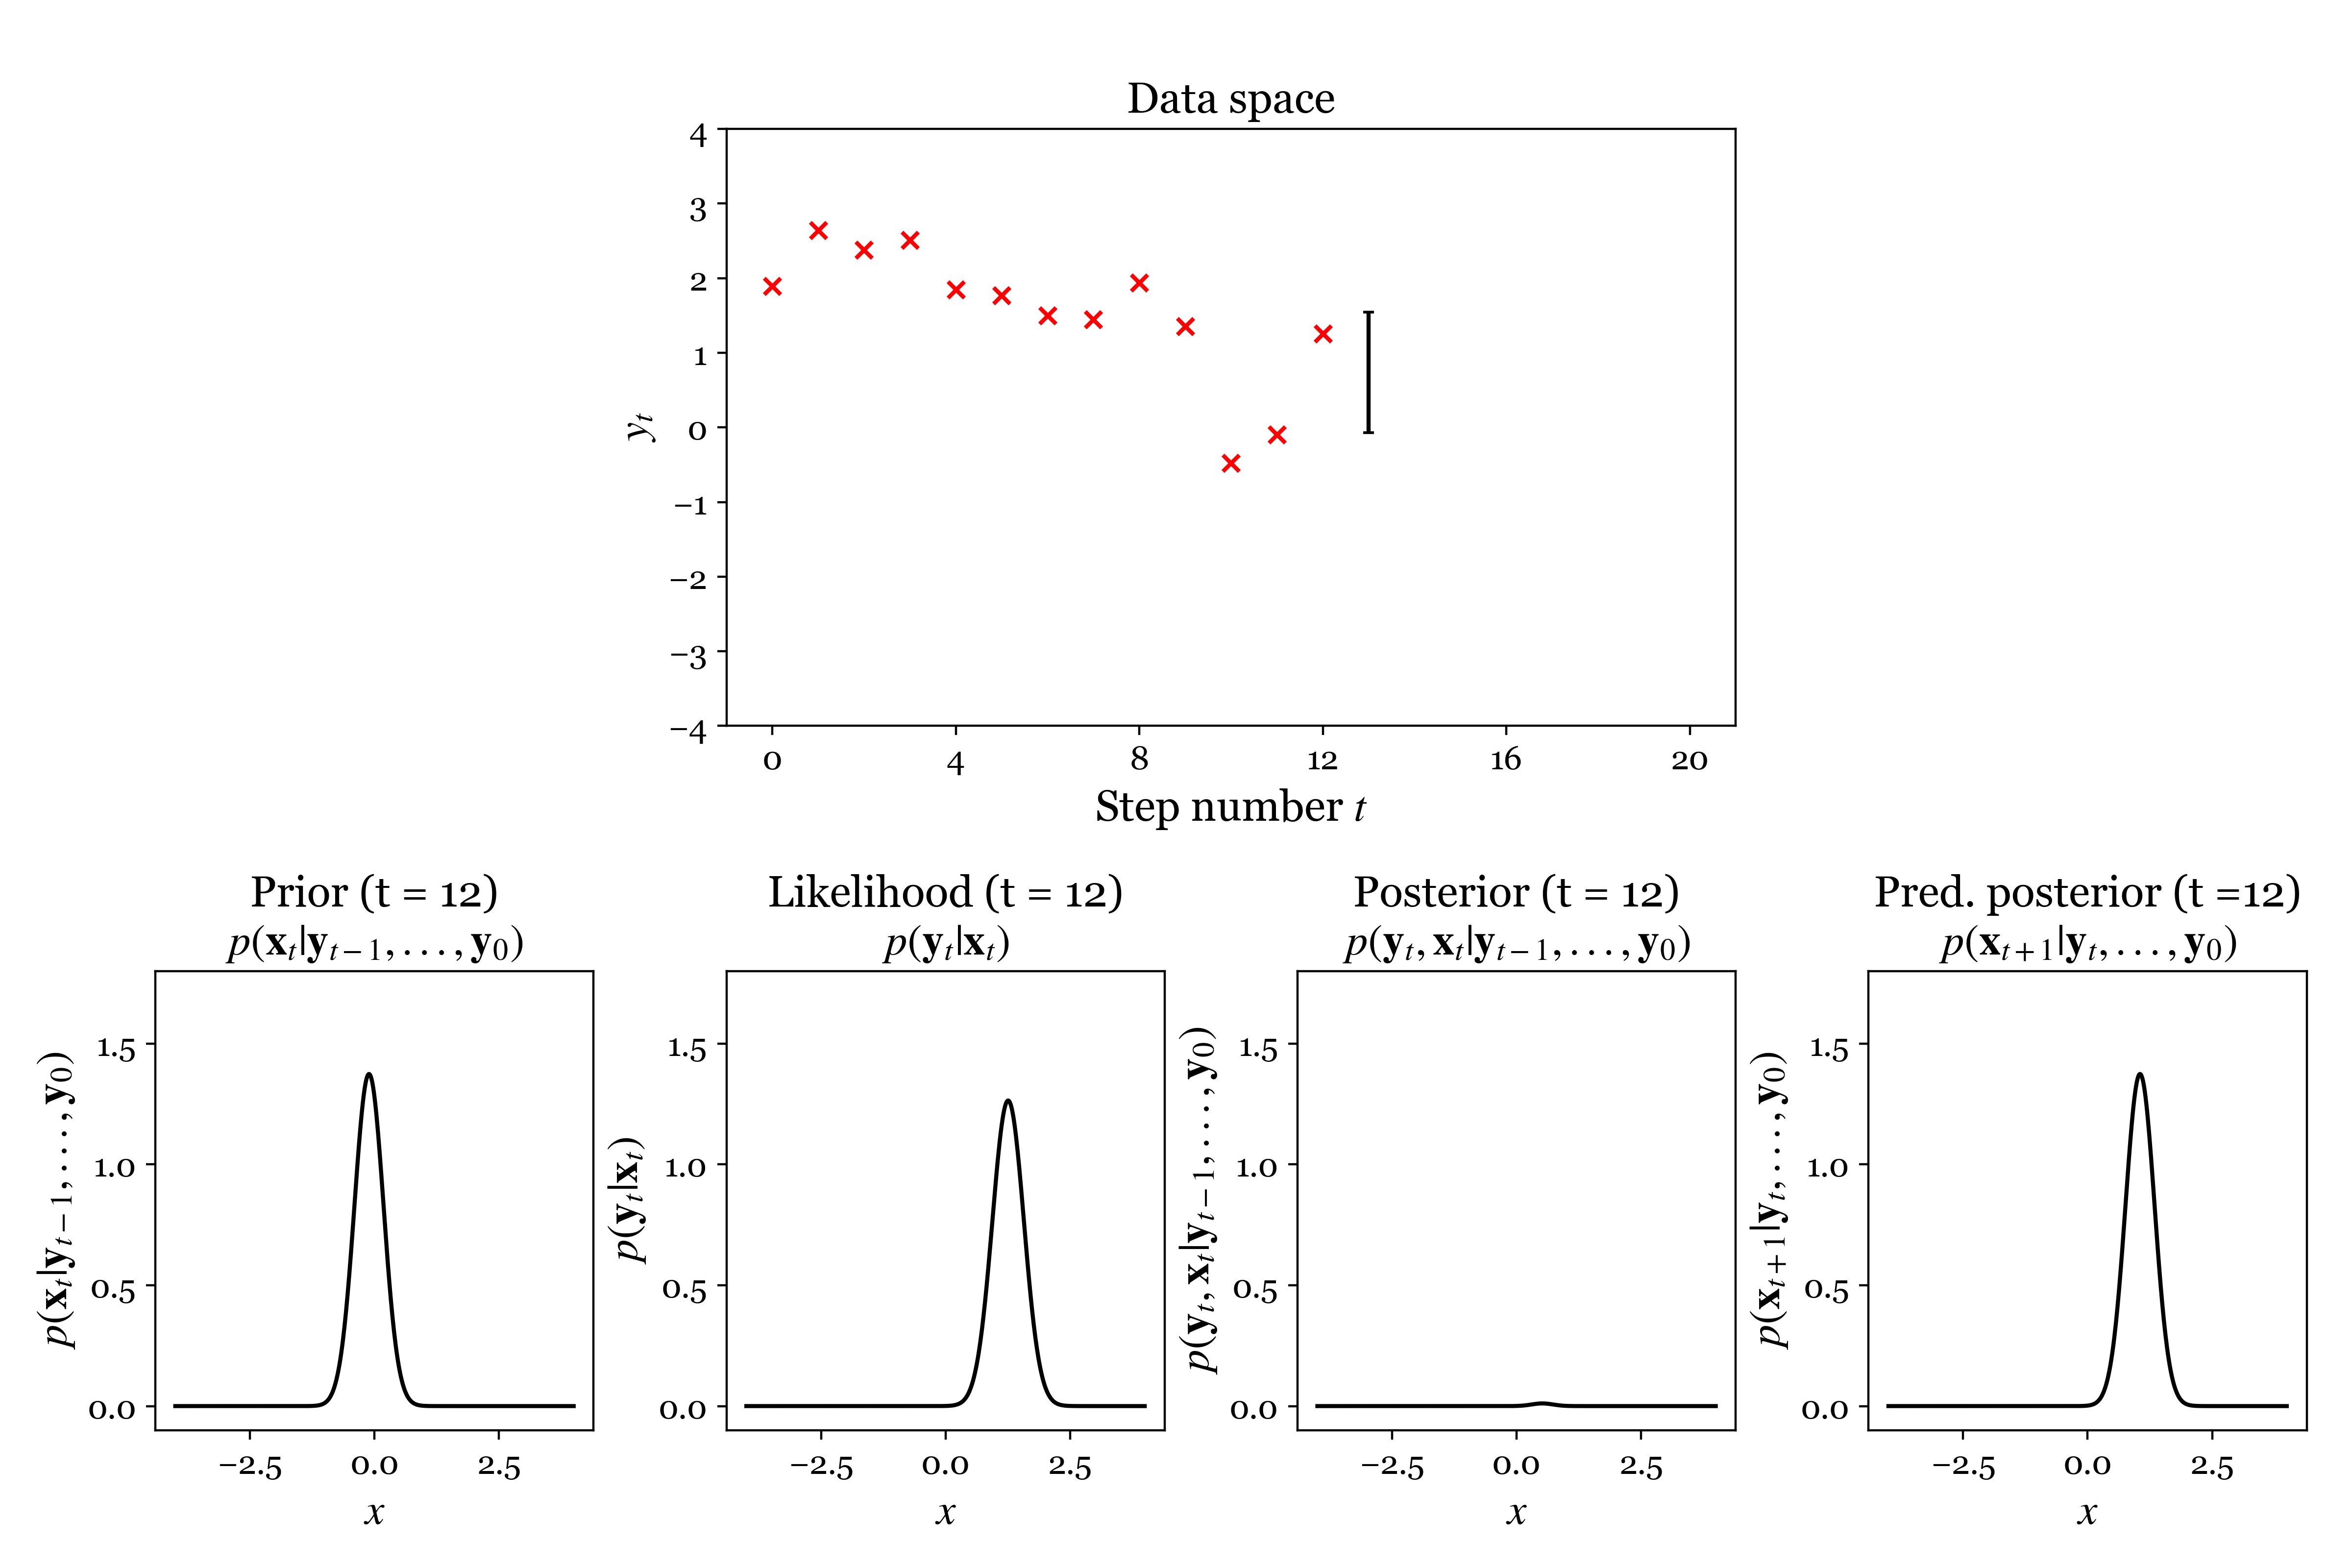 Data space
4
3
2
1
0
−1
−2
−3
−4
y_t
0 4 8 12 16 20
Step number t
Prior (t = 12)
p(x_t|y_{t−1}, . . . , y_0)
1.5
1.0
0.5
0.0
p(x_t|y_{t−1}, . . . , y_0)
−2.5 0.0 2.5
x
Likelihood (t = 12)
p(y_t|x_t)
1.5
1.0
0.5
0.0
p(y_t|x_t)
−2.5 0.0 2.5
x
Posterior (t = 12)
p(y_t, x_t|y_{t−1}, . . . , y_0)
1.5
1.0
0.5
0.0
p(y_t, x_t|y_{t−1}, . . . , y_0)
−2.5 0.0 2.5
x
Pred. posterior (t =12)
p(x_{t+1}|y_t, . . . , y_0)
1.5
1.0
0.5
0.0
p(x_{t+1}|y_t, . . . , y_0)
−2.5 0.0 2.5
x